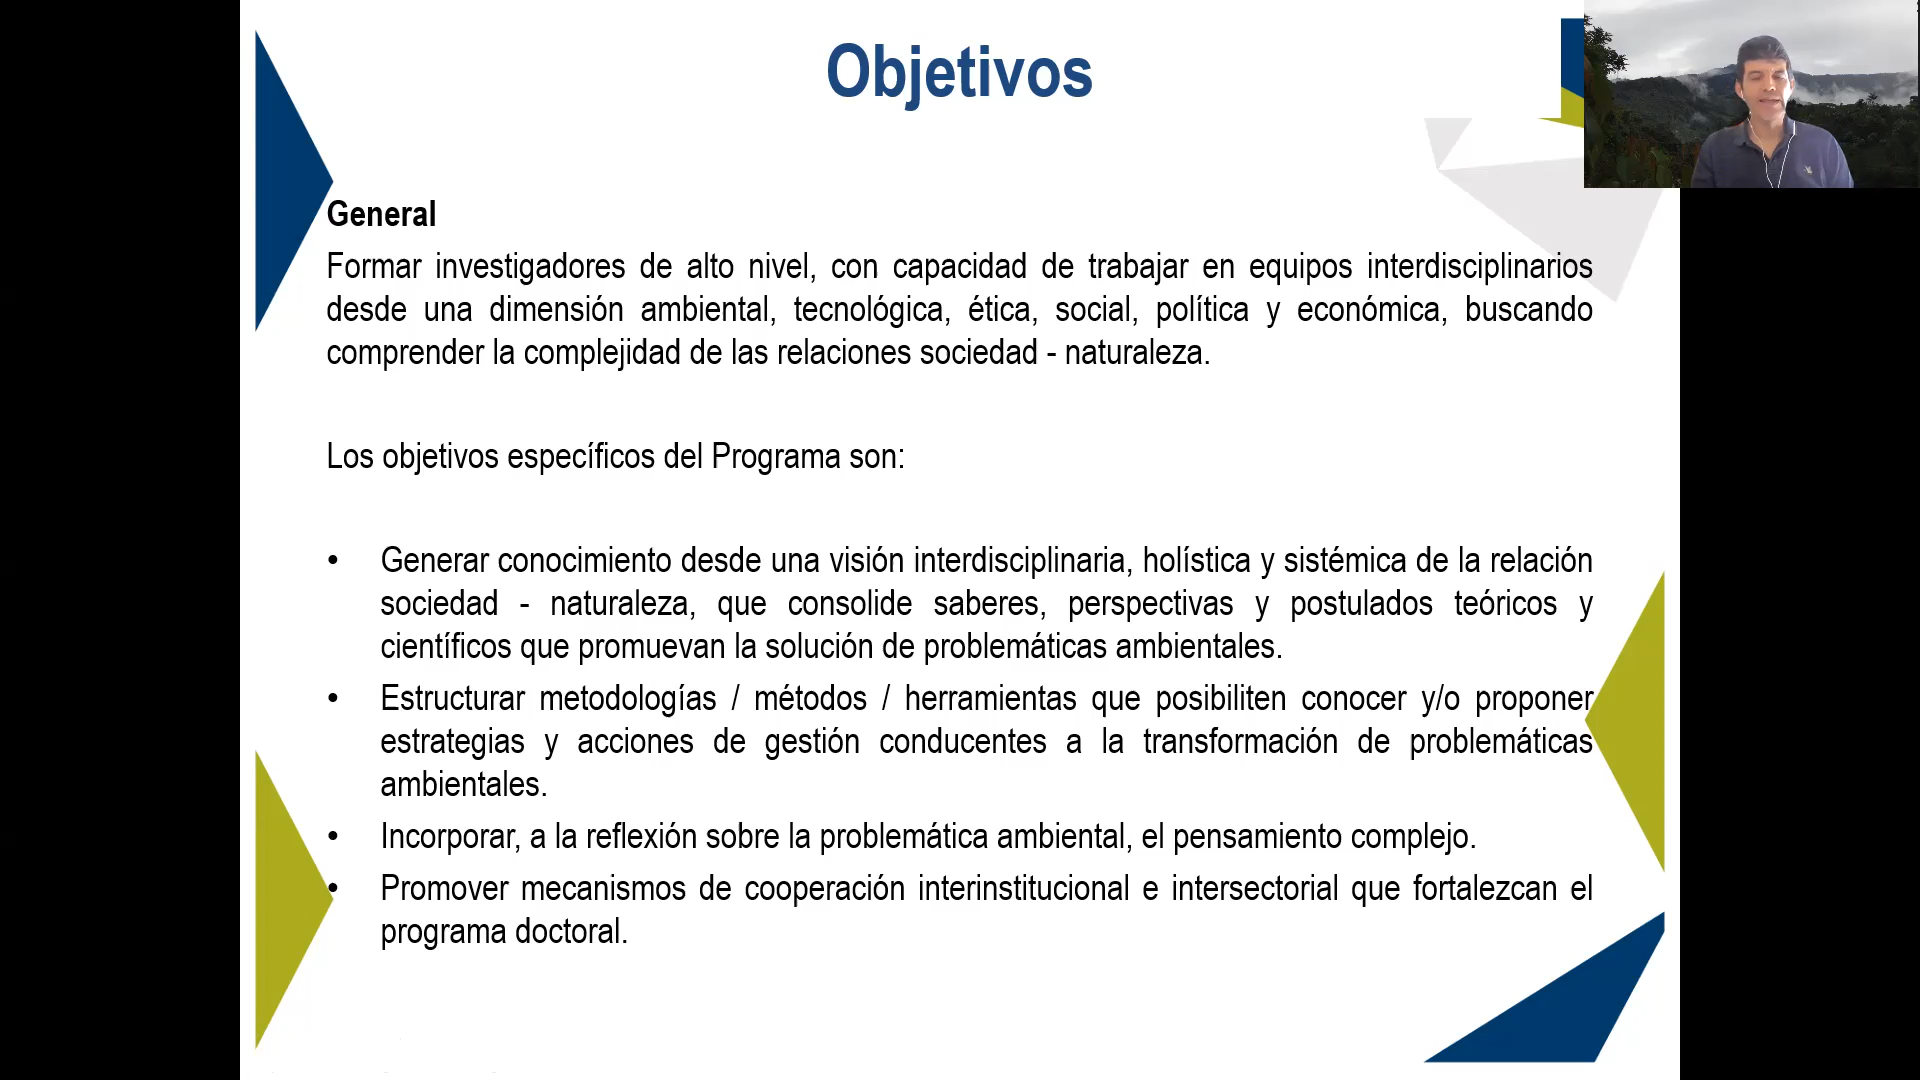 Objetivos
General
Formar investigadores de alto nivel, con capacidad de trabajar en equipos interdisciplinarios
desde una dimensión ambiental, tecnológica, ética, social, política y económica, buscando
comprender la complejidad de las relaciones sociedad - naturaleza.
Los objetivos específicos del Programa son:
• Generar conocimiento desde una visión interdisciplinaria, holística y sistémica de la relación
sociedad - naturaleza, que consolide saberes, perspectivas y postulados teóricos y
científicos que promuevan la solución de problemáticas ambientales.
• Estructurar metodologías / métodos / herramientas que posibiliten conocer y/o proponer
estrategias y acciones de gestión conducentes a la transformación de problemáticas
ambientales.
• Incorporar, a la reflexión sobre la problemática ambiental, el pensamiento complejo.
• Promover mecanismos de cooperación interinstitucional e intersectorial que fortalezcan el
programa doctoral.